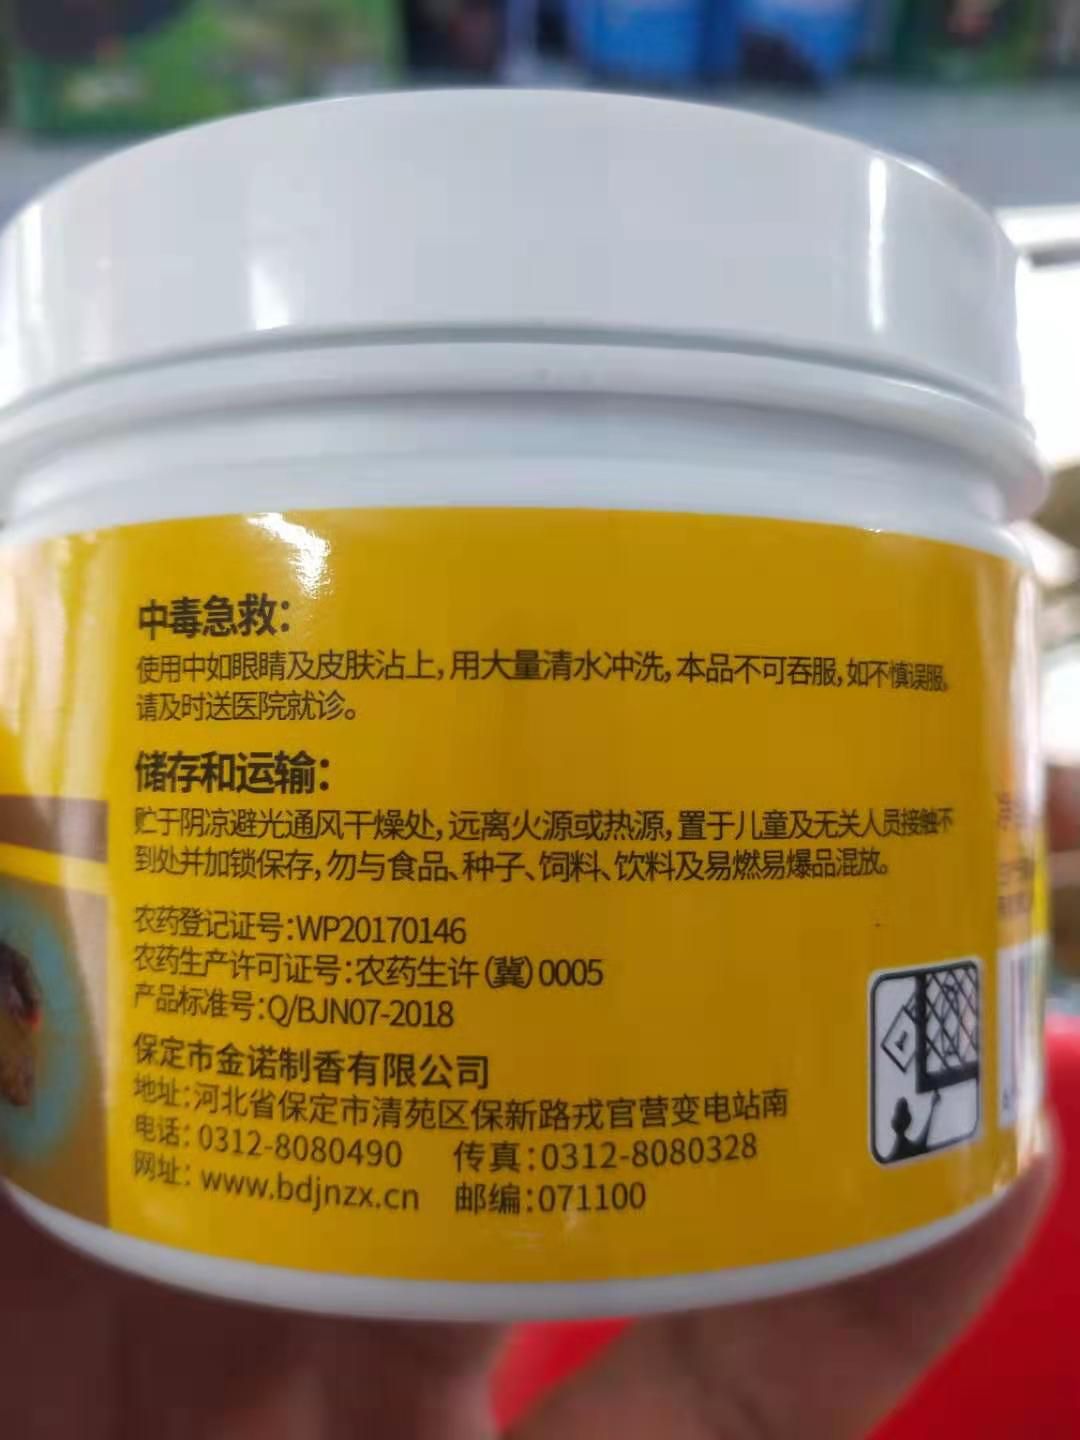 中毒急救：
使用中如眼睛及皮肤沾上，用大量清水冲洗，本品不可吞服，如不慎误服，
请及时送医院就诊。
储存和运输：
贮于阴凉避光通风干燥处，远离火源或热源，置于儿童及无关人员接触不
到处并加锁保存，勿与食品、种子、饲料、饮料及易燃易爆品混放。
农药登记证号：WP20170146
农药生产许可证号：农药生许（冀）0005
产品标准号：Q/BJN07-2018
保定市金诺制香有限公司
地址：河北省保定市清苑区保新路戎官营变电站南
电话：0312-8080490 传真：0312-8080328
网址：www.bdjnzx.cn 邮编：071100